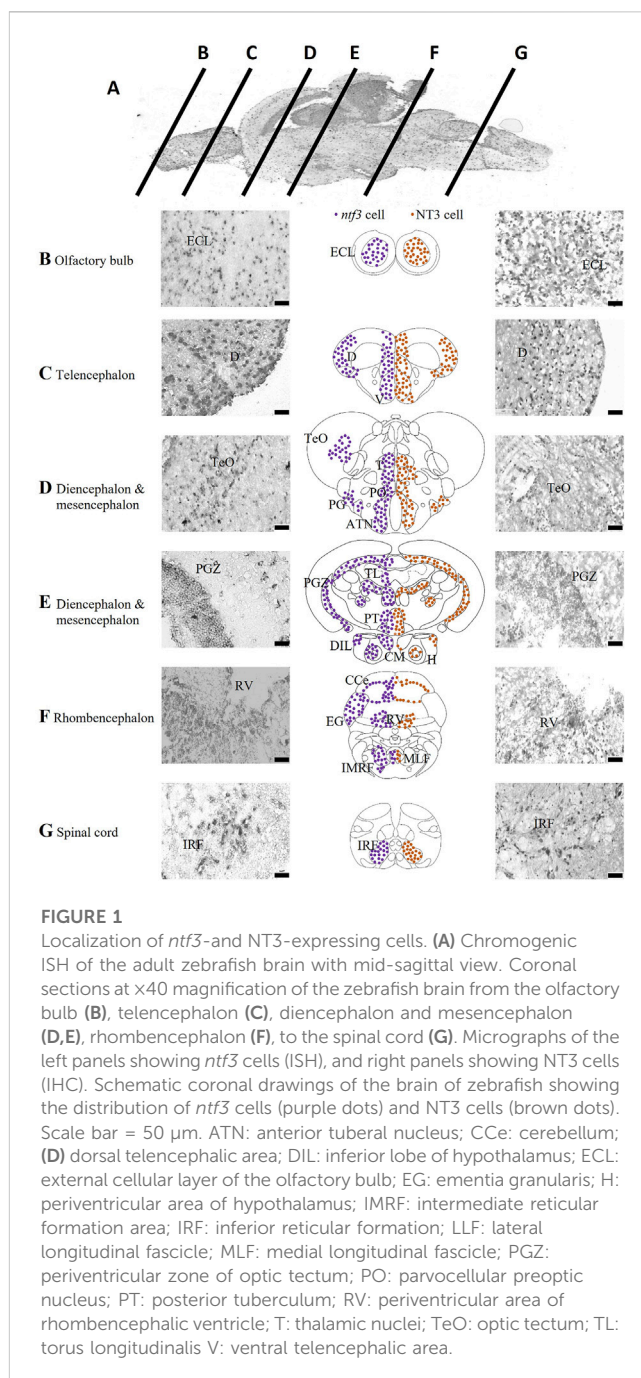 B C D E F G
A
• ntf3 cell • NT3 cell
B Olfactory bulb
ECL
ECL
ECL
C Telencephalon
D
D
V
D
D Diencephalon & mesencephalon
TeO
TeO
T
PO
PG
ATN
TeO
E Diencephalon & mesencephalon
PGZ
PGZ
TL
PT
DIL
CM
H
PGZ
F Rhombencephalon
RV
CCe
EG
RV
IMRF
MLF
RV
G Spinal cord
IRF
IRF
IRF
FIGURE 1
Localization of ntf3-and NT3-expressing cells. (A) Chromogenic
ISH of the adult zebrafish brain with mid-sagittal view. Coronal
sections at ×40 magnification of the zebrafish brain from the olfactory
bulb (B), telencephalon (C), diencephalon and mesencephalon
(D,E), rhombencephalon (F), to the spinal cord (G). Micrographs of the
left panels showing ntf3 cells (ISH), and right panels showing NT3 cells
(IHC). Schematic coronal drawings of the brain of zebrafish showing
the distribution of ntf3 cells (purple dots) and NT3 cells (brown dots).
Scale bar = 50 µm. ATN: anterior tuberal nucleus; CCe: cerebellum;
(D) dorsal telencephalic area; DIL: inferior lobe of hypothalamus; ECL:
external cellular layer of the olfactory bulb; EG: ementia granularis; H:
periventricular area of hypothalamus; IMRF: intermediate reticular
formation area; IRF: inferior reticular formation; LLF: lateral
longitudinal fascicle; MLF: medial longitudinal fascicle; PGZ:
periventricular zone of optic tectum; PO: parvocellular preoptic
nucleus; PT: posterior tuberculum; RV: periventricular area of
rhombencephalic ventricle; T: thalamic nuclei; TeO: optic tectum; TL:
torus longitudinalis V: ventral telencephalic area.